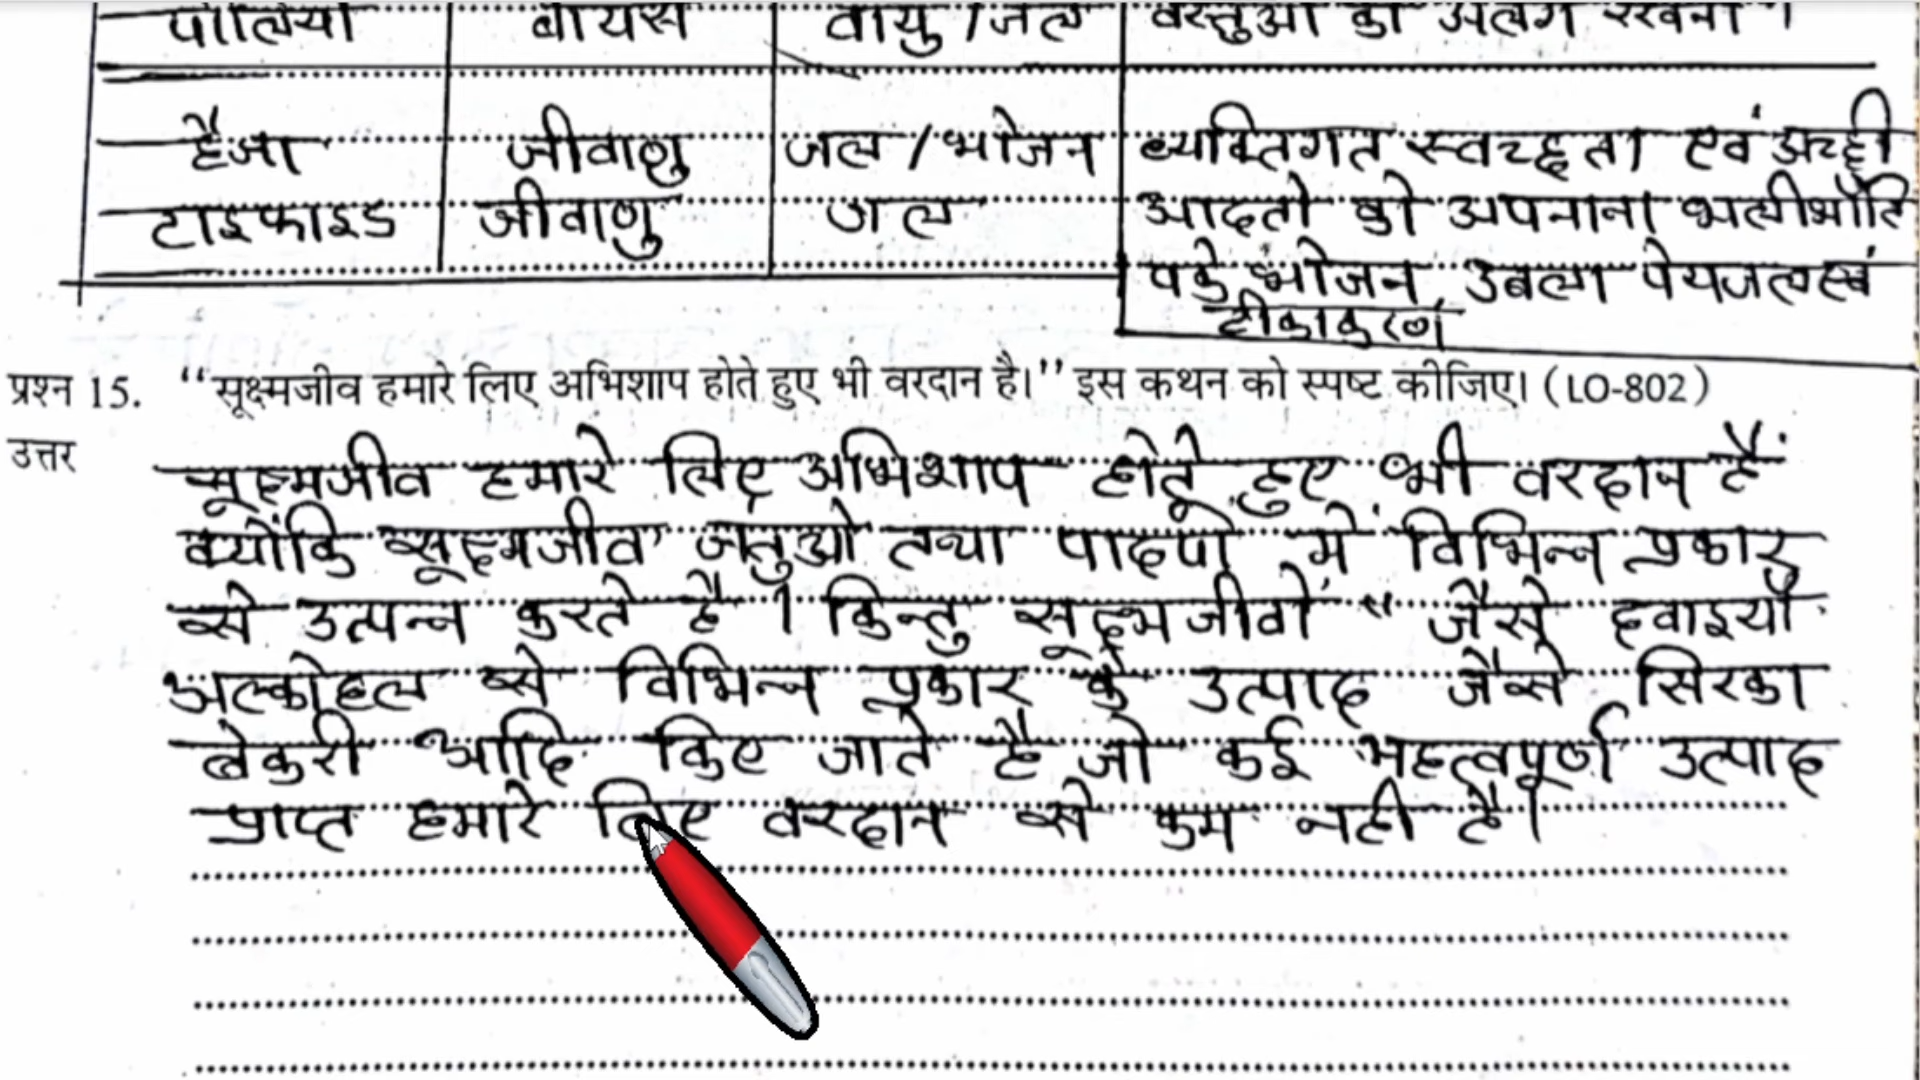 पोलियो वायरस वायु/जल वस्तुओं को अलग रखना ।
हैजा जीवाणु जल/भोजन व्यक्तिगत स्वच्छता एवं अच्छी
टाइफाइड जीवाणु जल आदतो को अपनाना भलीभाँति
पके भोजन, उबला पेयजल एवं
टीकाकरण
प्रश्न 15. “सूक्ष्मजीव हमारे लिए अभिशाप होते हुए भी वरदान है।” इस कथन को स्पष्ट कीजिए। (LO-802)
उत्तर सूक्ष्मजीव हमारे लिए अभिशाप होते हुए भी वरदान हैं
क्योंकि सूक्ष्मजीव जंतुओ तथा पादपो में विभिन्न प्रकार
से उत्पन्न करते है । किन्तु सूक्ष्मजीवों " जैसे दवाइयाँ
अल्कोहल से विभिन्न प्रकार के उत्पाद जैसे सिरका
बेकरी आदि किए जाते है जो कई महत्वपूर्ण उत्पाद
प्राप्त हमारे लिए वरदान से कम नही है।